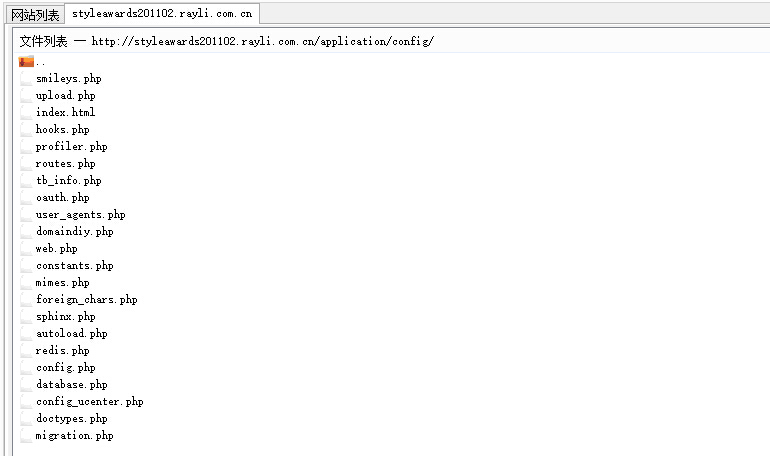 网站列表 styleawards201102.rayli.com.cn
文件列表 — http://styleawards201102.rayli.com.cn/application/config/
..
smileys.php
upload.php
index.html
hooks.php
profiler.php
routes.php
tb_info.php
oauth.php
user_agents.php
domaindiy.php
web.php
constants.php
mimes.php
foreign_chars.php
sphinx.php
autoload.php
redis.php
config.php
database.php
config_ucenter.php
doctypes.php
migration.php